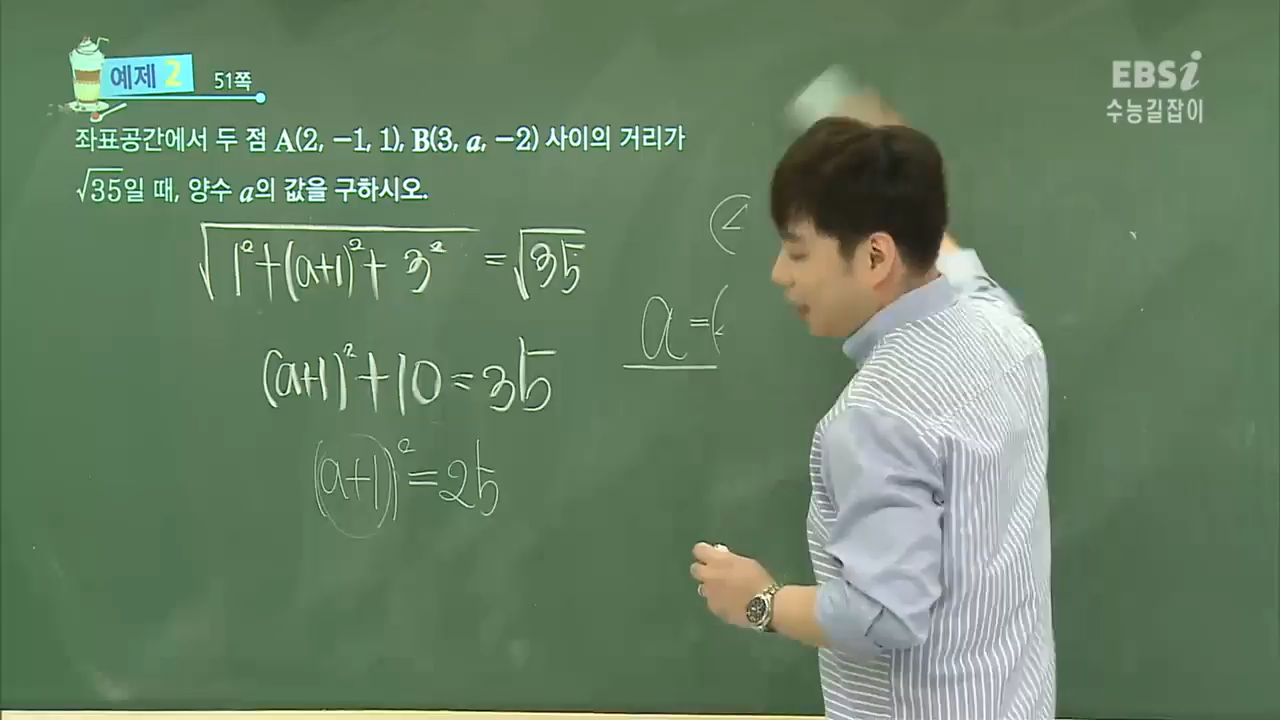 예제 2 51쪽
EBSi
수능길잡이
좌표공간에서 두 점 A(2, −1, 1), B(3, a, −2) 사이의 거리가
√35일 때, 양수 a의 값을 구하시오.
√(1²+(a+1)²+3²) = √35
(a+1)²+10=35
(a+1)²=25
a=